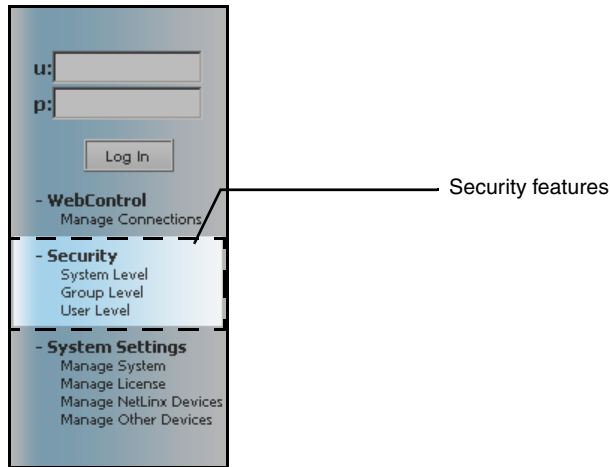 u:
p:
Log In
- WebControl
Manage Connections
Security features
- Security
System Level
Group Level
User Level
- System Settings
Manage System
Manage License
Manage NetLinx Devices
Manage Other Devices